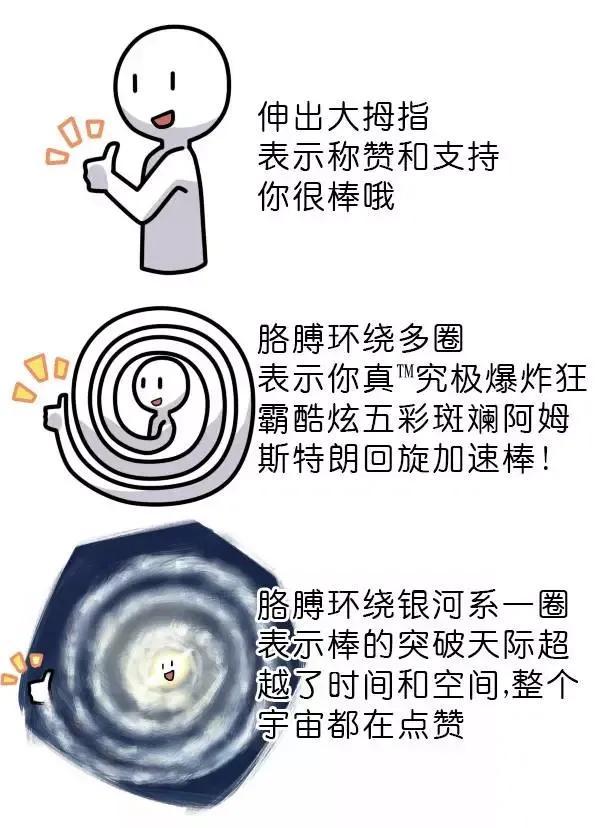 伸出大拇指
表示称赞和支持
你很棒哦
胳膊环绕多圈
表示你真™究极爆炸狂
霸酷炫五彩斑斓阿姆
斯特朗回旋加速棒!
胳膊环绕银河系一圈
表示棒的突破天际超
越了时间和空间,整个
宇宙都在点赞